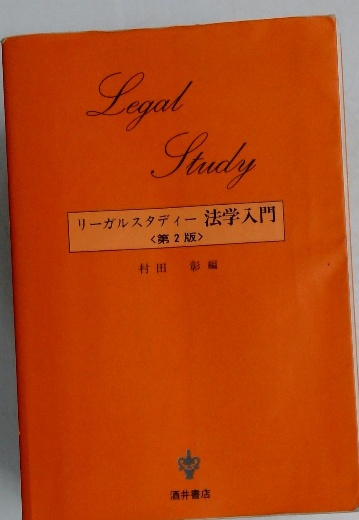 Legal
Study
リーガルスタディー 法学入門
〈第2版〉
村田 彰 編
酒井書店